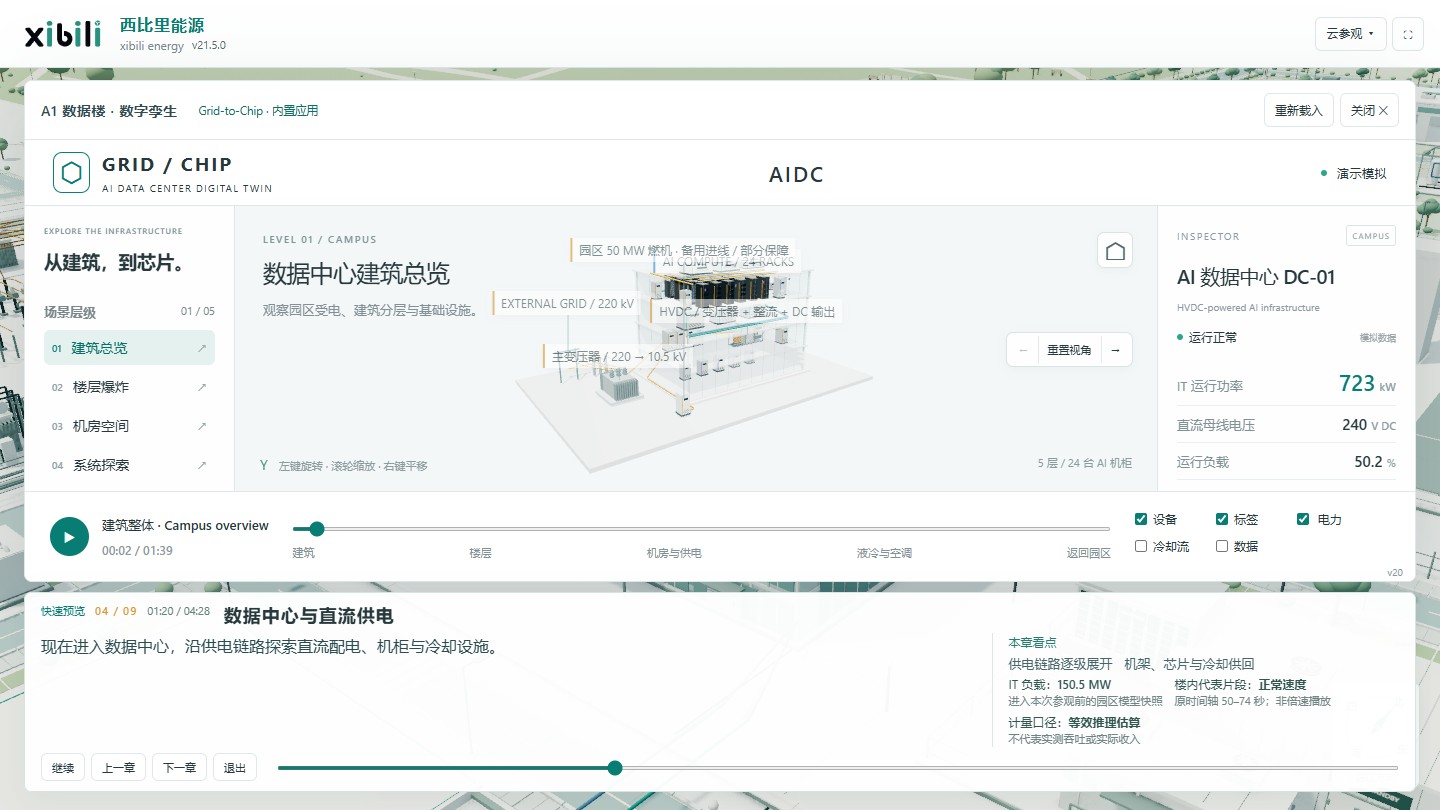 xibili
西比里能源
xibili energy v21.5.0
云参观
A1 数据楼 · 数字孪生 Grid-to-Chip · 内置应用
重新载入
关闭 ×
GRID / CHIP
AI DATA CENTER DIGITAL TWIN
AIDC
演示模拟
EXPLORE THE INFRASTRUCTURE
从建筑，到芯片。
场景层级 01 / 05
01 建筑总览 ↗
02 楼层爆炸 ↗
03 机房空间 ↗
04 系统探索 ↗
LEVEL 01 / CAMPUS
数据中心建筑总览
观察园区受电、建筑分层与基础设施。
园区 50 MW 燃机 · 备用进线 / 部分保障
AI COMPUTE / 24 RACKS
EXTERNAL GRID / 220 kV
HVDC / 变压器 + 整流 + DC 输出
主变压器 / 220 → 10.5 kV
← 重置视角 →
Y 左键旋转 · 滚轮缩放 · 右键平移
5 层 / 24 台 AI 机柜
INSPECTOR CAMPUS
AI 数据中心 DC-01
HVDC-powered AI infrastructure
运行正常 模拟数据
IT 运行功率 723 kW
直流母线电压 240 V DC
运行负载 50.2 %
建筑整体 · Campus overview
00:02 / 01:39
建筑 楼层 机房与供电 液冷与空调 返回园区
设备 标签 电力
冷却流 数据
v20
快速预览 04 / 09 01:20 / 04:28 数据中心与直流供电
现在进入数据中心，沿供电链路探索直流配电、机柜与冷却设施。
本章看点
供电链路逐级展开 机架、芯片与冷却供回
IT 负载：150.5 MW 楼内代表片段：正常速度
进入本次参观前的园区模型快照 原时间轴 50–74 秒；非倍速播放
计量口径：等效推理估算
不代表实测吞吐或实际收入
继续 上一章 下一章 退出